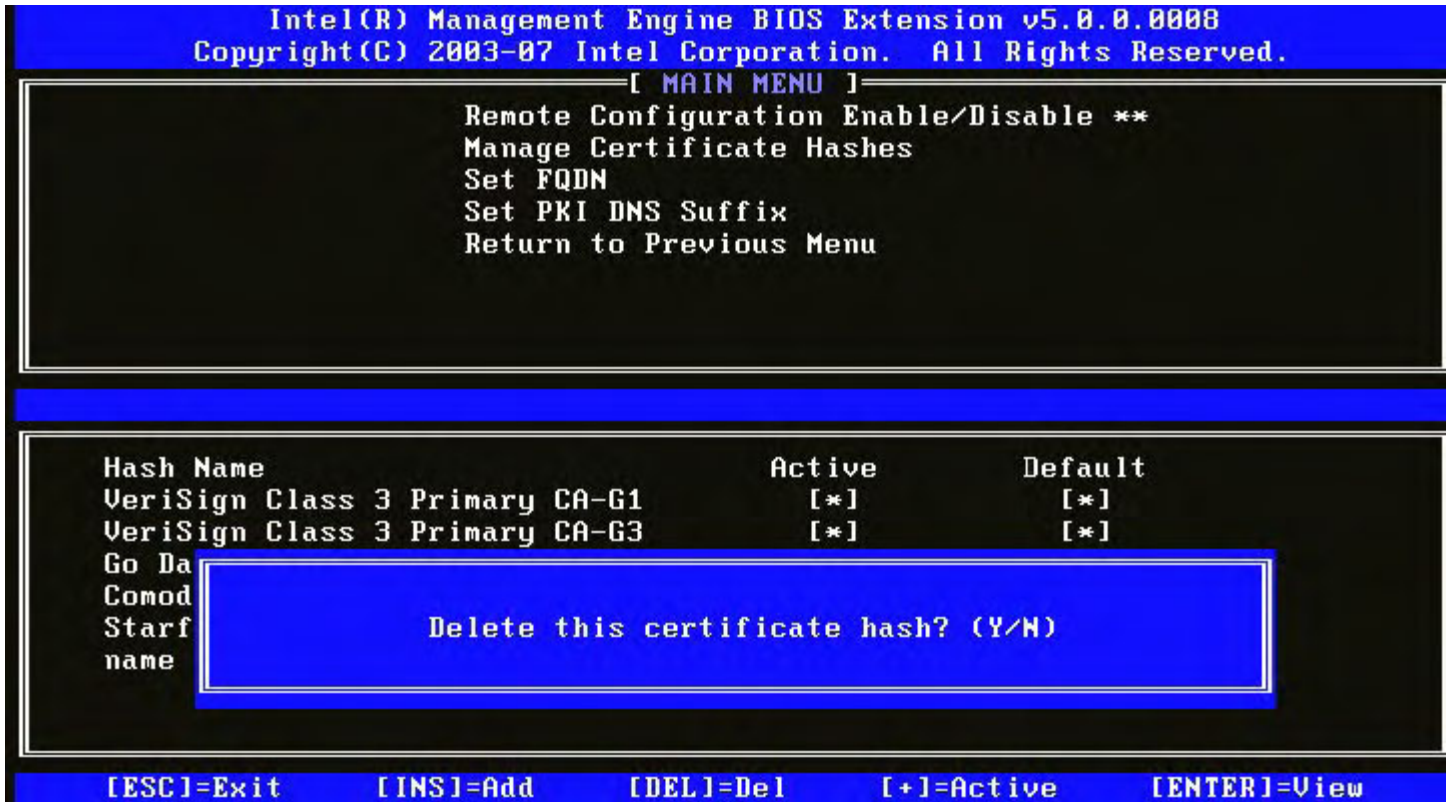 Intel(R) Management Engine BIOS Extension v5.0.0.0008
Copyright(C) 2003-07 Intel Corporation. All Rights Reserved.
[ MAIN MENU ]
Remote Configuration Enable/Disable **
Manage Certificate Hashes
Set FQDN
Set PKI DNS Suffix
Return to Previous Menu
Hash Name Active Default
VeriSign Class 3 Primary CA-G1 [*] [*]
VeriSign Class 3 Primary CA-G3 [*] [*]
Go Da
Comod
Starf
name
Delete this certificate hash? (Y/N)
[ESC]=Exit [INS]=Add [DEL]=Del [+]=Active [ENTER]=View